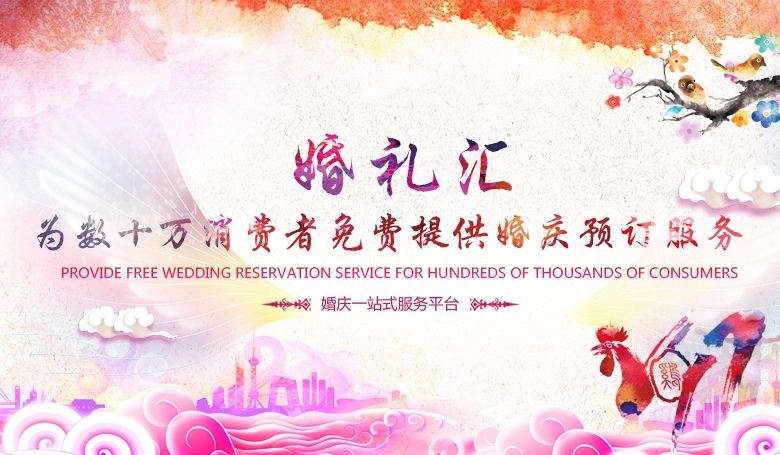 婚礼汇
为数十万消费者免费提供婚庆预订服务
PROVIDE FREE WEDDING RESERVATION SERVICE FOR HUNDREDS OF THOUSANDS OF CONSUMERS
婚庆一站式服务平台
鷄